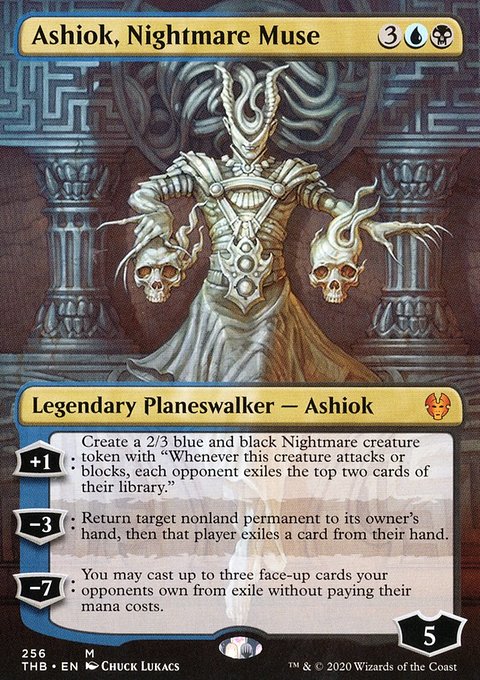 Ashiok, Nightmare Muse 3
Legendary Planeswalker — Ashiok
+1 : Create a 2/3 blue and black Nightmare creature
token with “Whenever this creature attacks or
blocks, each opponent exiles the top two cards of
their library.”
−3 : Return target nonland permanent to its owner's
hand, then that player exiles a card from their hand.
−7 : You may cast up to three face-up cards your
opponents own from exile without paying their
mana costs.
5
256 M
THB • EN Chuck Lukacs
™ & © 2020 Wizards of the Coast